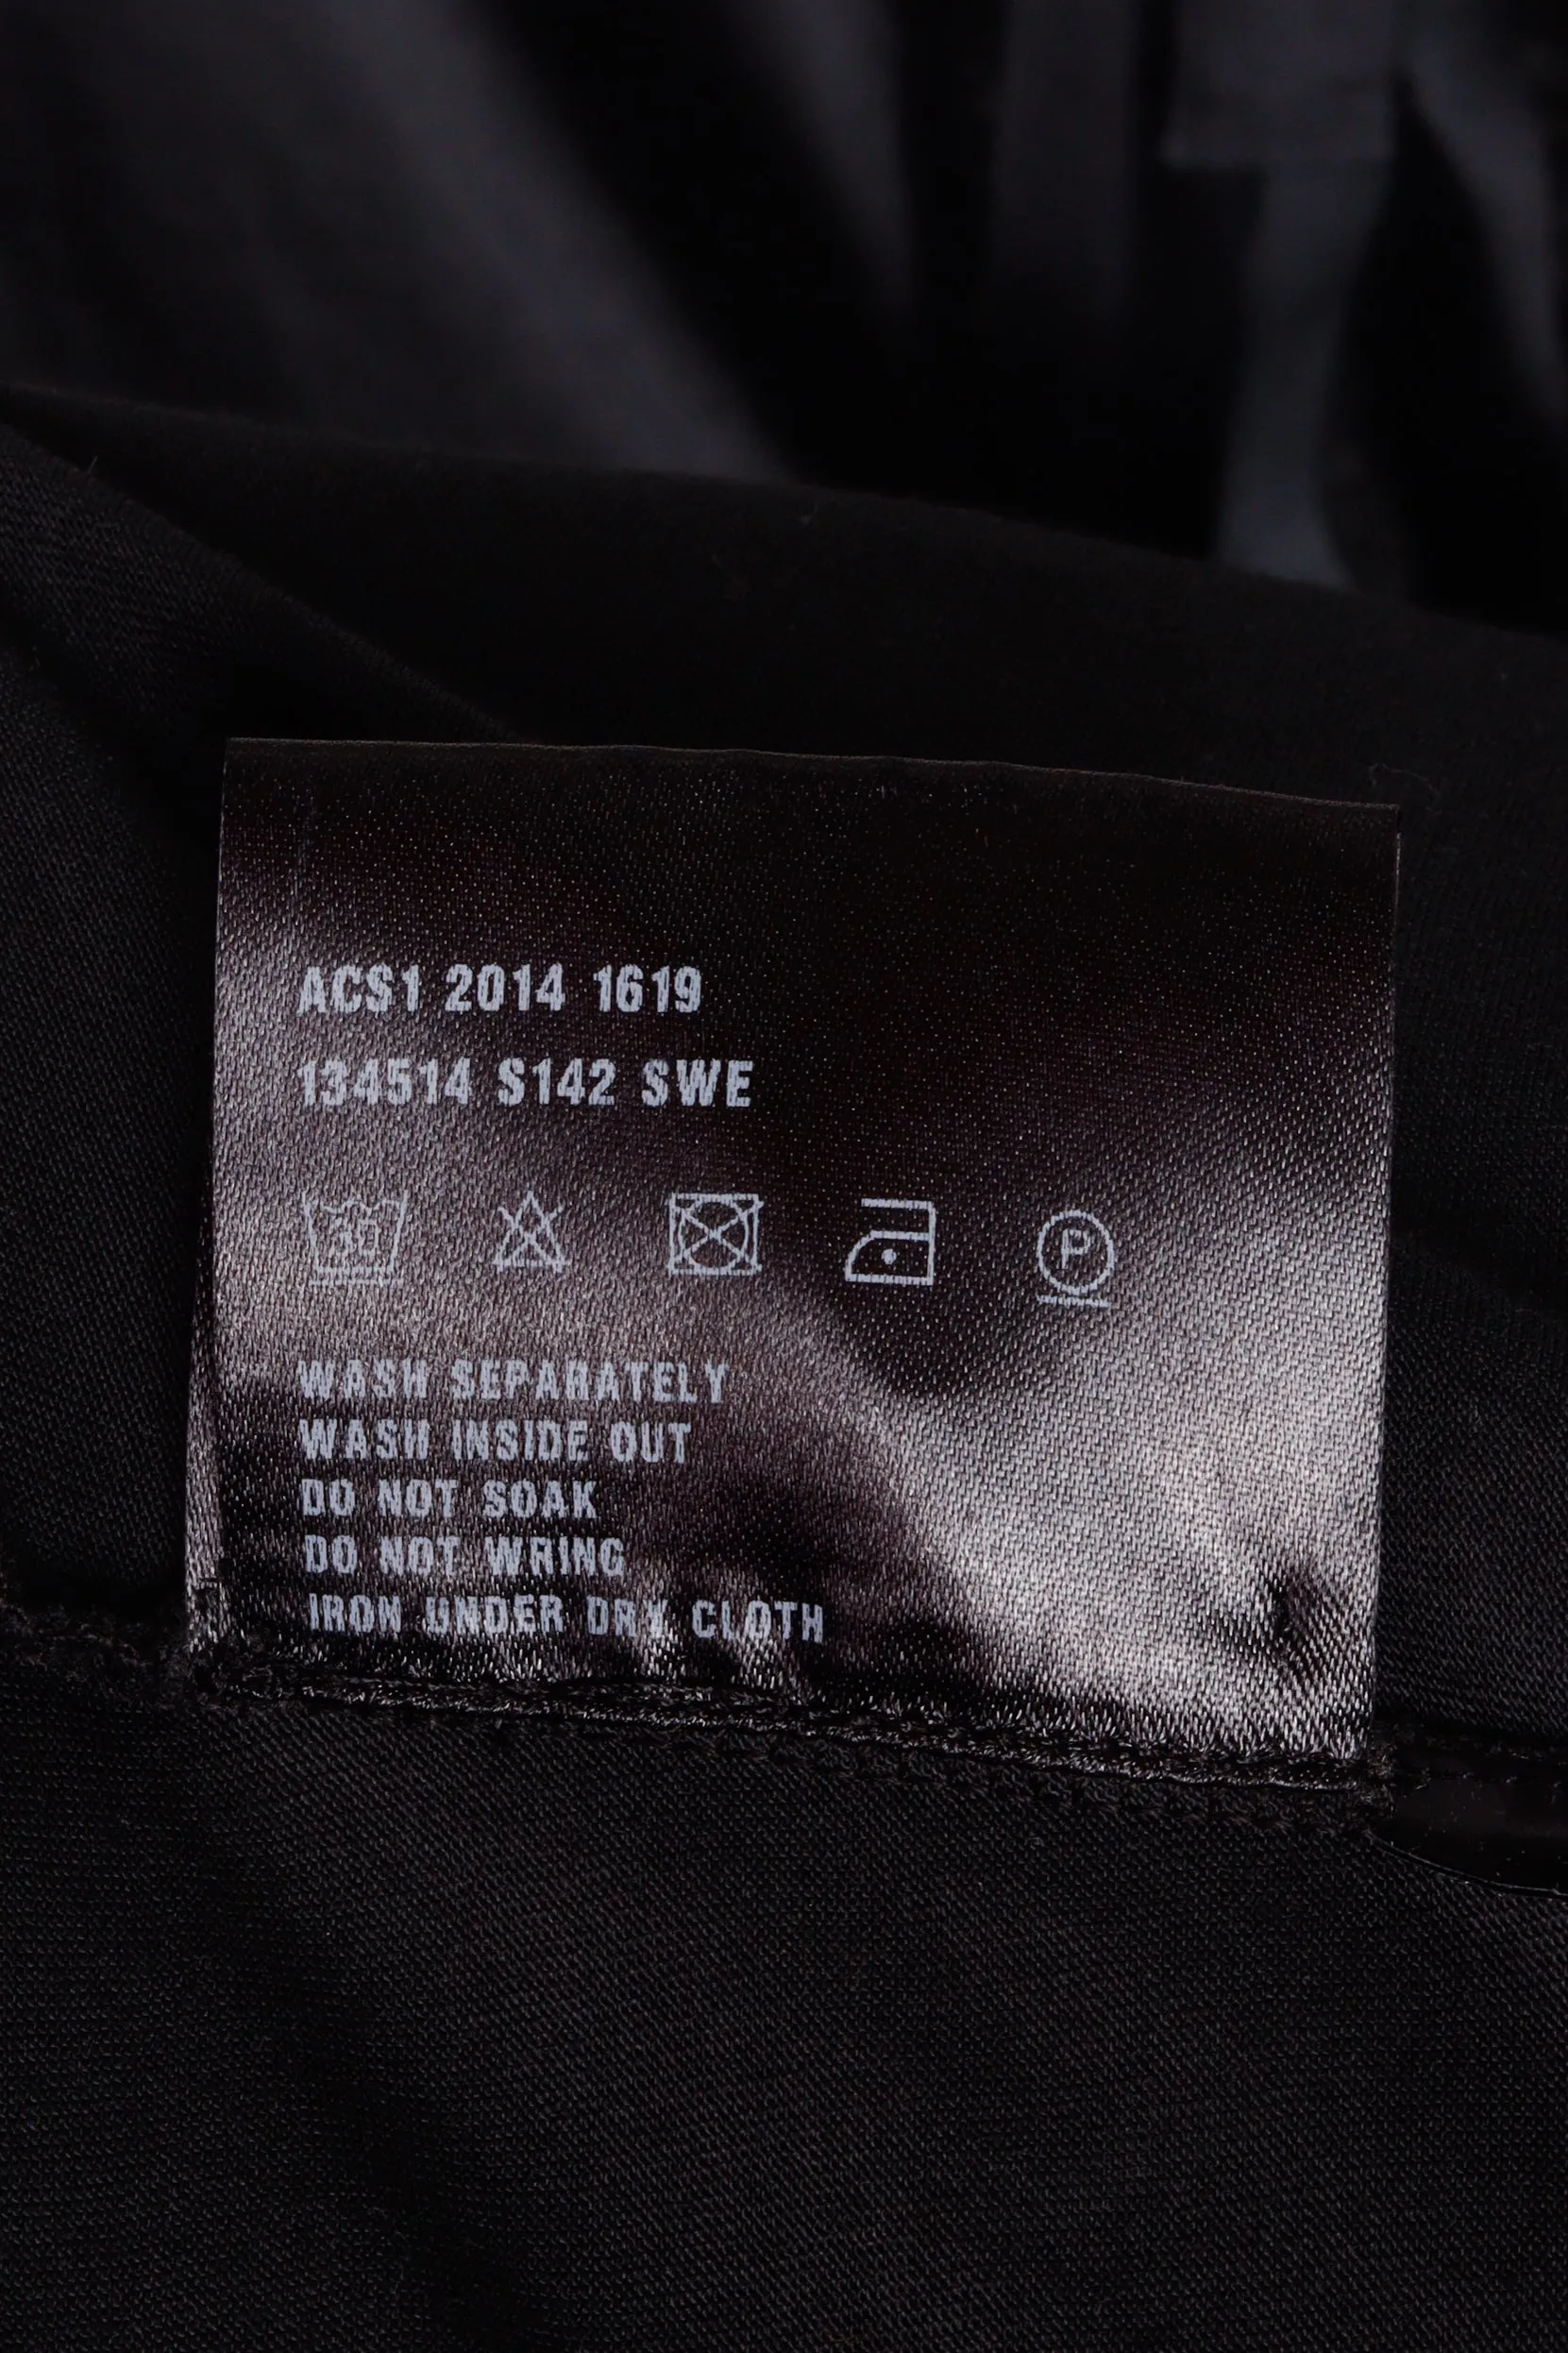 ACS1 2014 1619
134514 S142 SWE
30
P
WASH SEPARATELY
WASH INSIDE OUT
DO NOT SOAK
DO NOT WRING
IRON UNDER DRY CLOTH